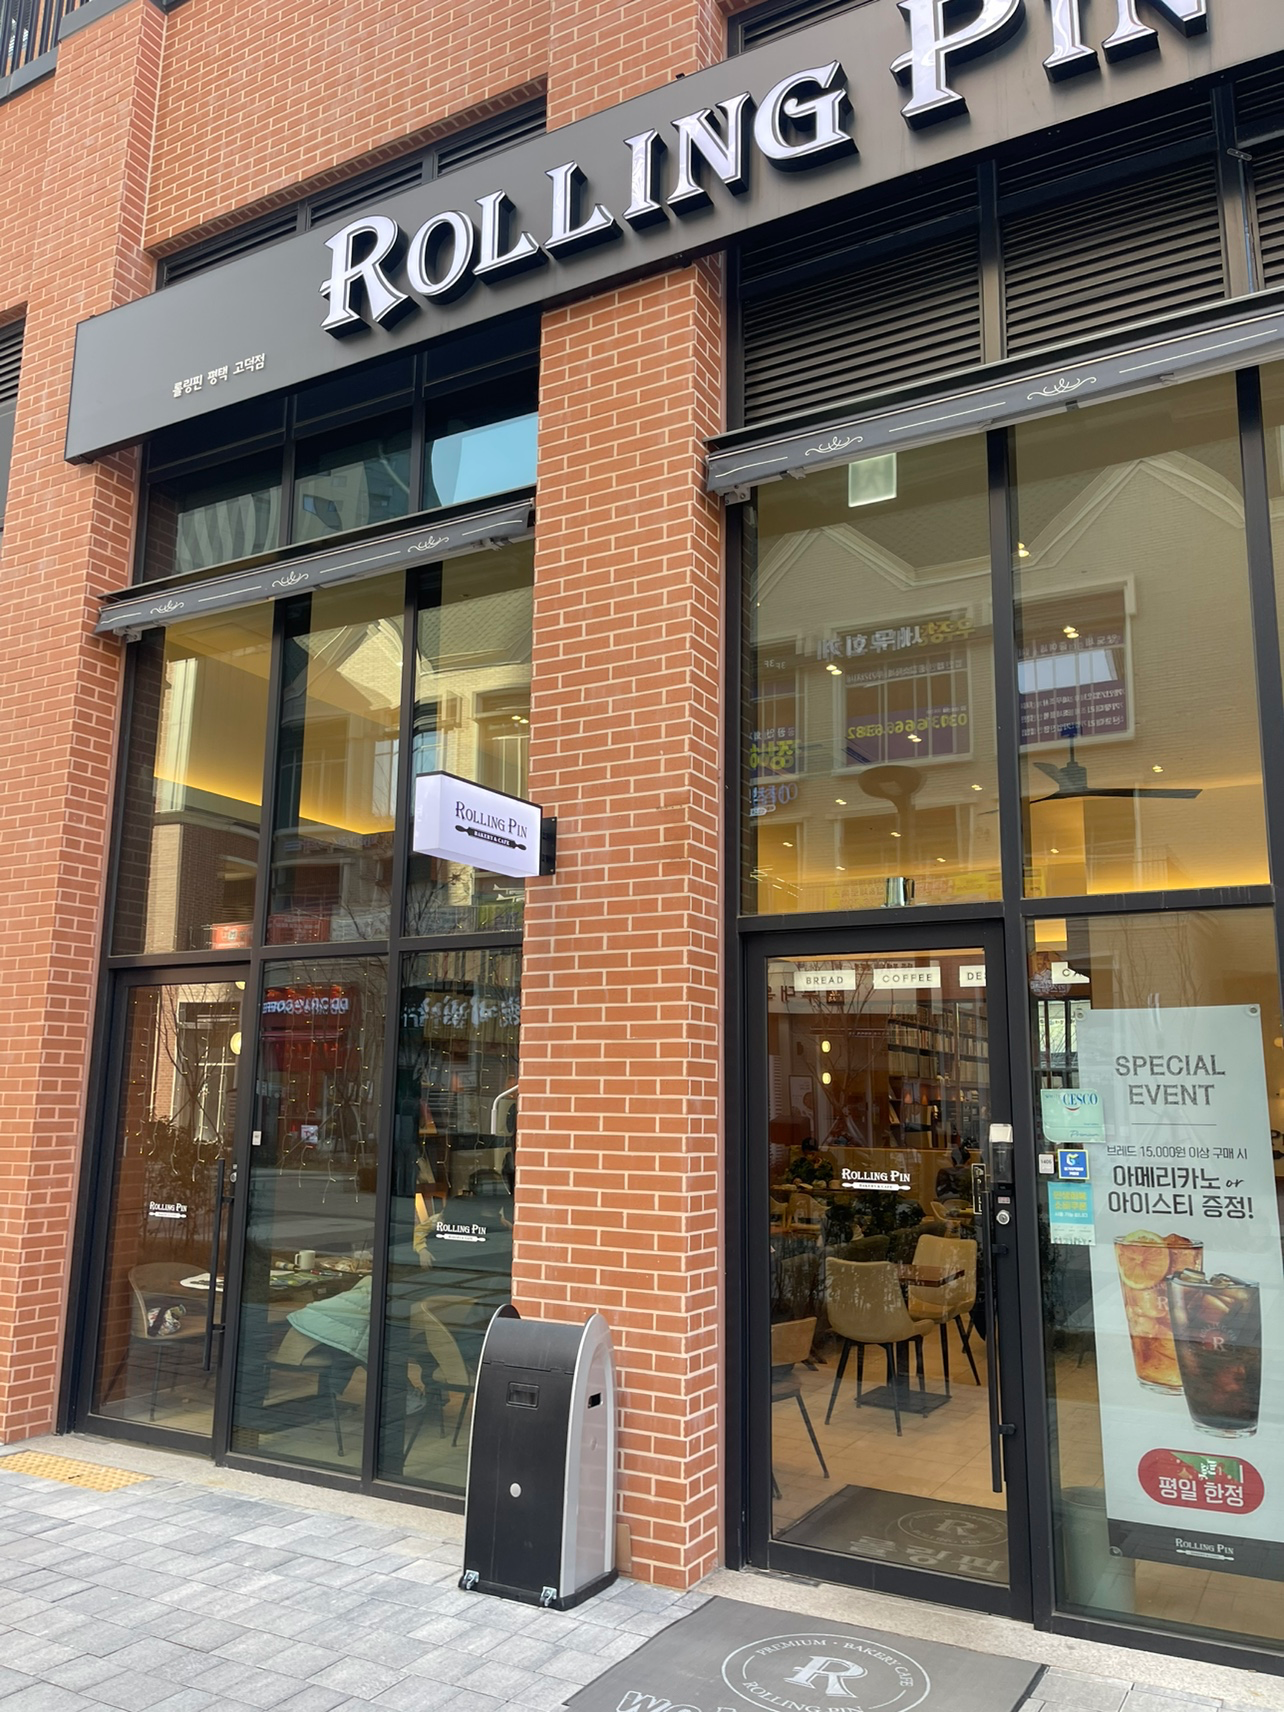 ROLLING PIN
롤링핀 평택 고덕점
ROLLING PIN
BAKERY & CAFE
BREAD
COFFEE
ROLLING PIN
ROLLING PIN
ROLLING PIN
BAKERY & CAFE
CESCO
SPECIAL
EVENT
브레드 15,000원 이상 구매 시
아메리카노 or
아이스티 증정!
평일 한정
ROLLING PIN
R
롤링핀
PREMIUM · BAKERY CAFE
R
ROLLING PIN